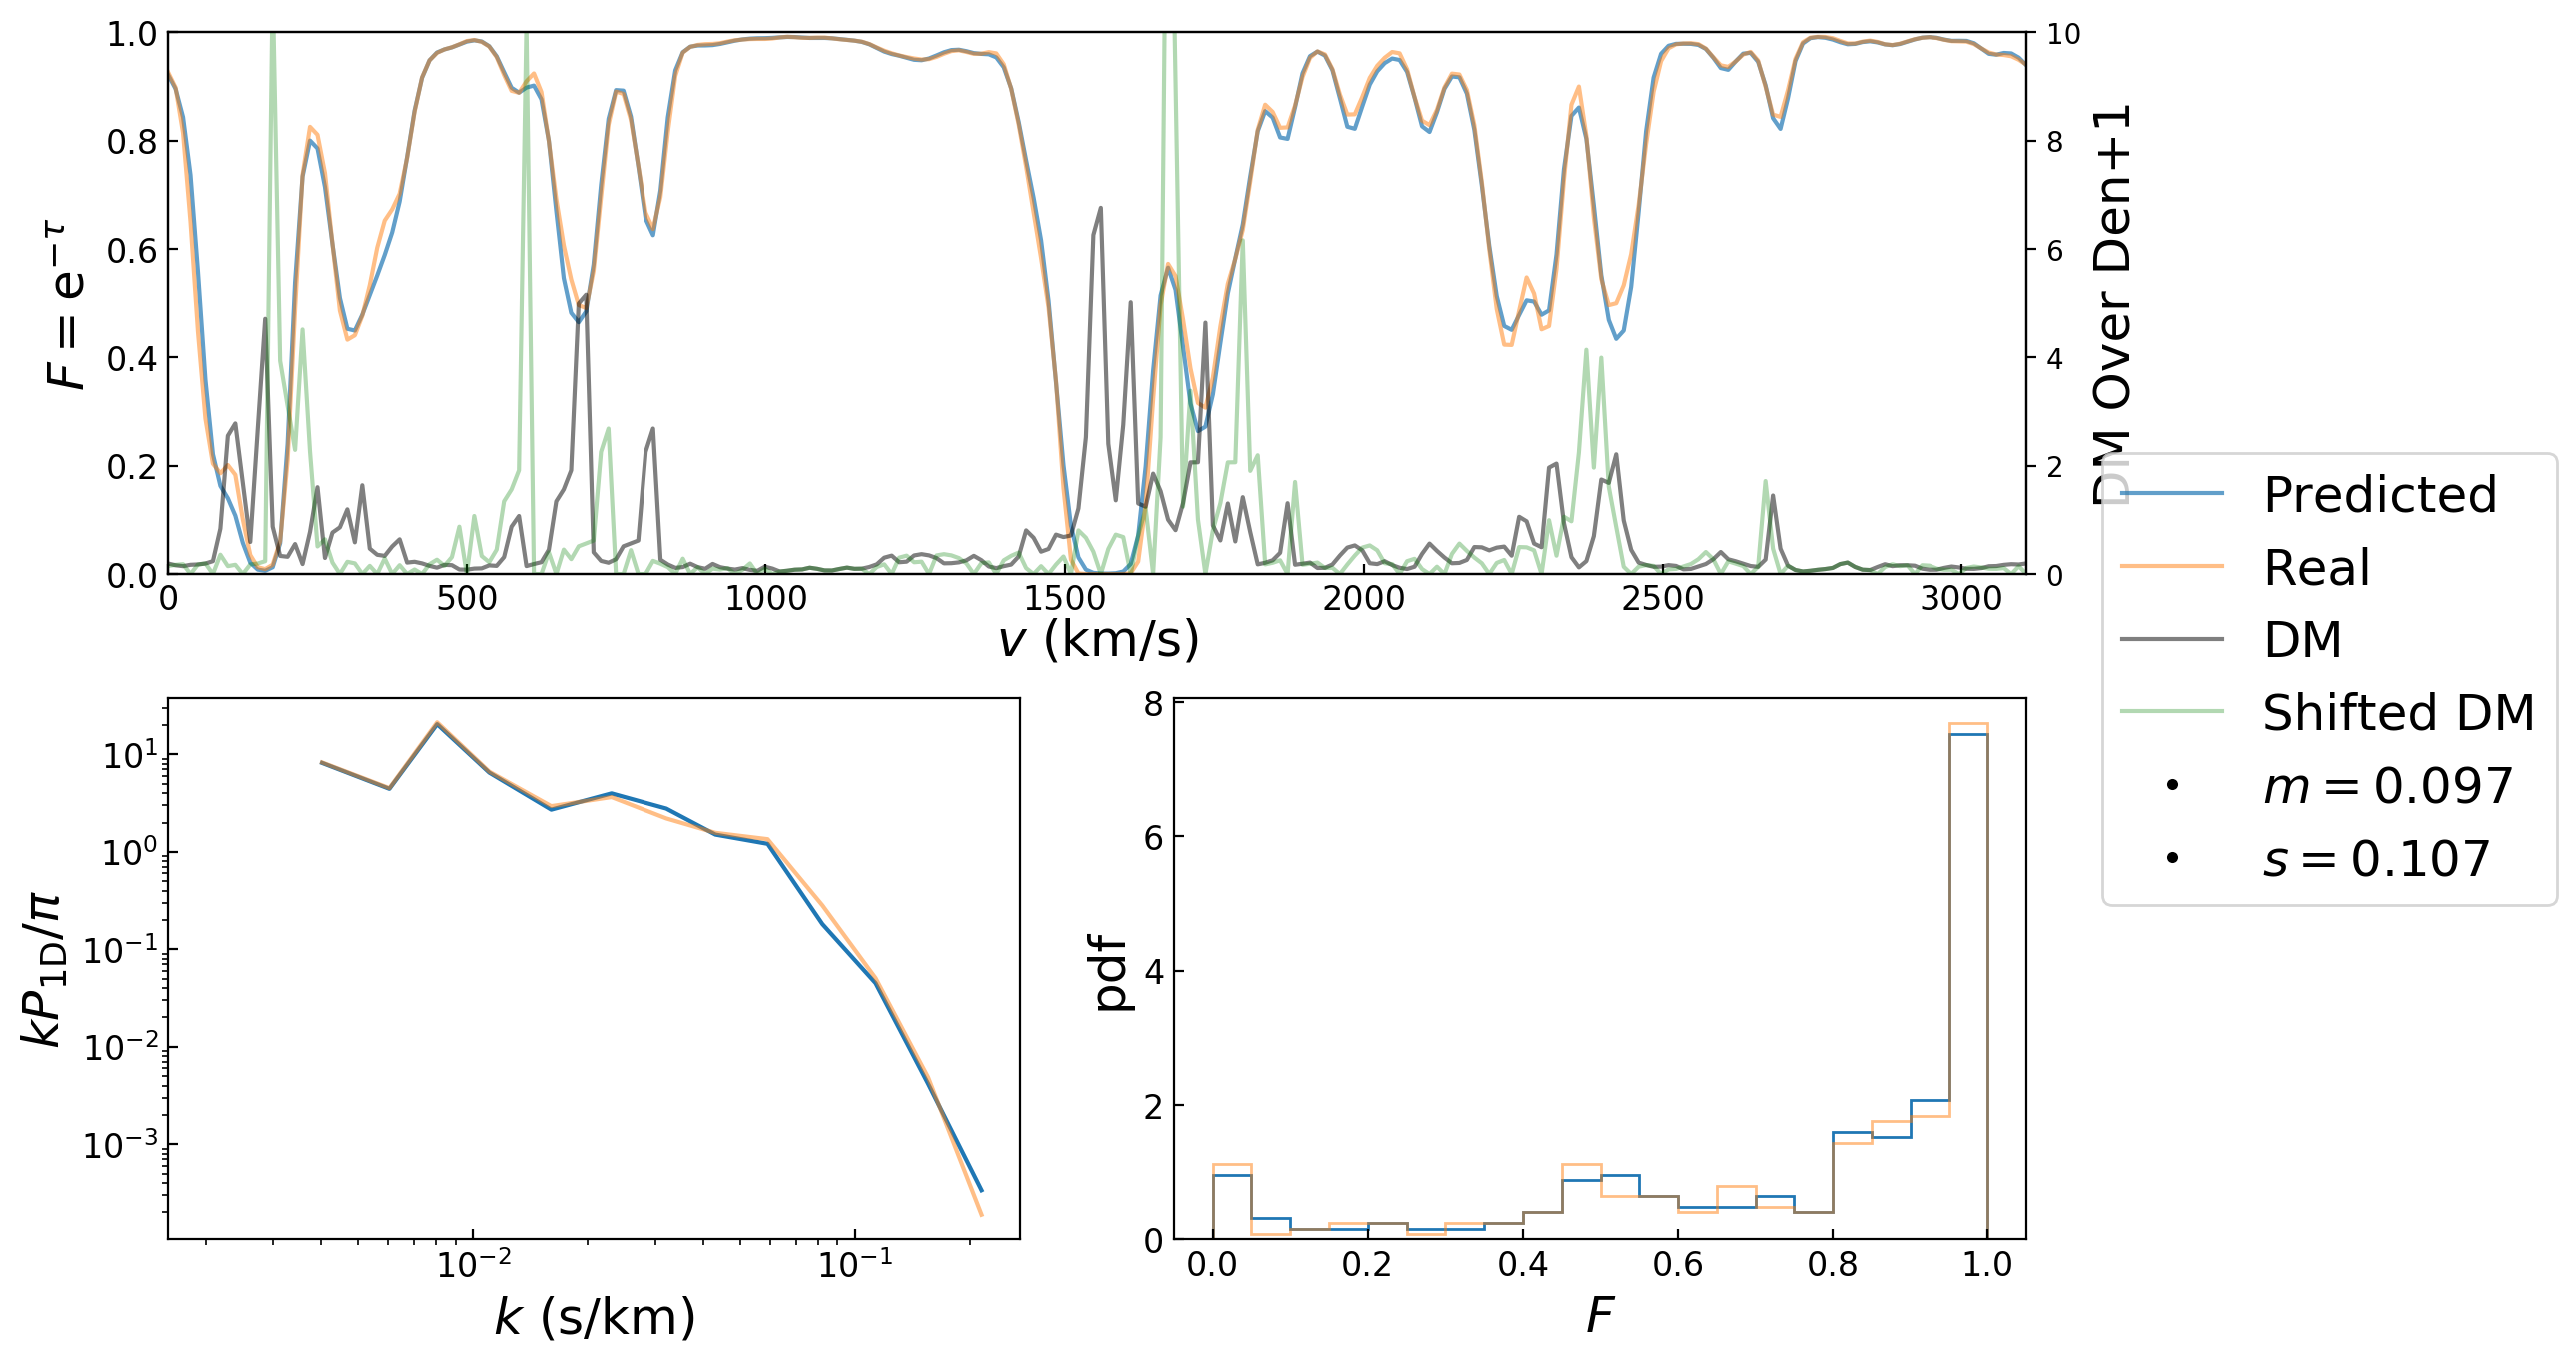 1.0
0.8
0.6
0.4
0.2
0.0
F = e^{-τ}
10
8
6
4
2
0
DM Over Den+1
0 500 1000 1500 2000 2500 3000
v (km/s)
Predicted
Real
DM
Shifted DM
m = 0.097
s = 0.107
10^1
10^0
10^{-1}
10^{-2}
10^{-3}
kP_{1D}/π
10^{-2} 10^{-1}
k (s/km)
8
6
4
2
0
pdf
0.0 0.2 0.4 0.6 0.8 1.0
F